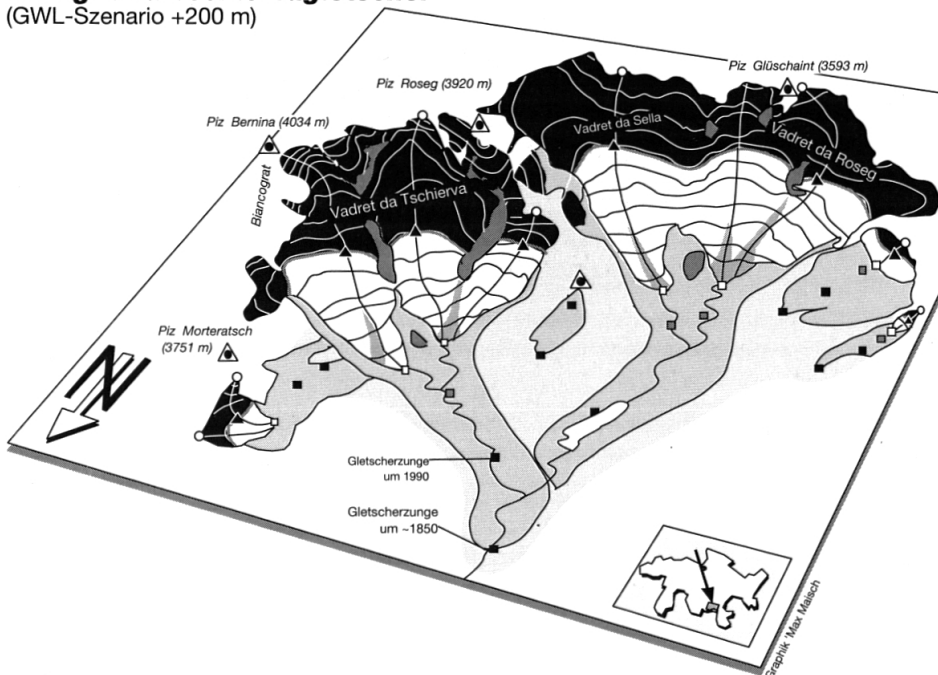 (GWL-Szenario +200 m)
Piz Glüschaint (3593 m)
Piz Roseg (3920 m)
Piz Bernina (4034 m)
Vadret da Sella
Vadret da Roseg
Biancograt
Vadret da Tschierva
Piz Morteratsch
(3751 m)
N
Gletscherzunge
um 1990
Gletscherzunge
um ~1850
Graphik 'Max Maisch